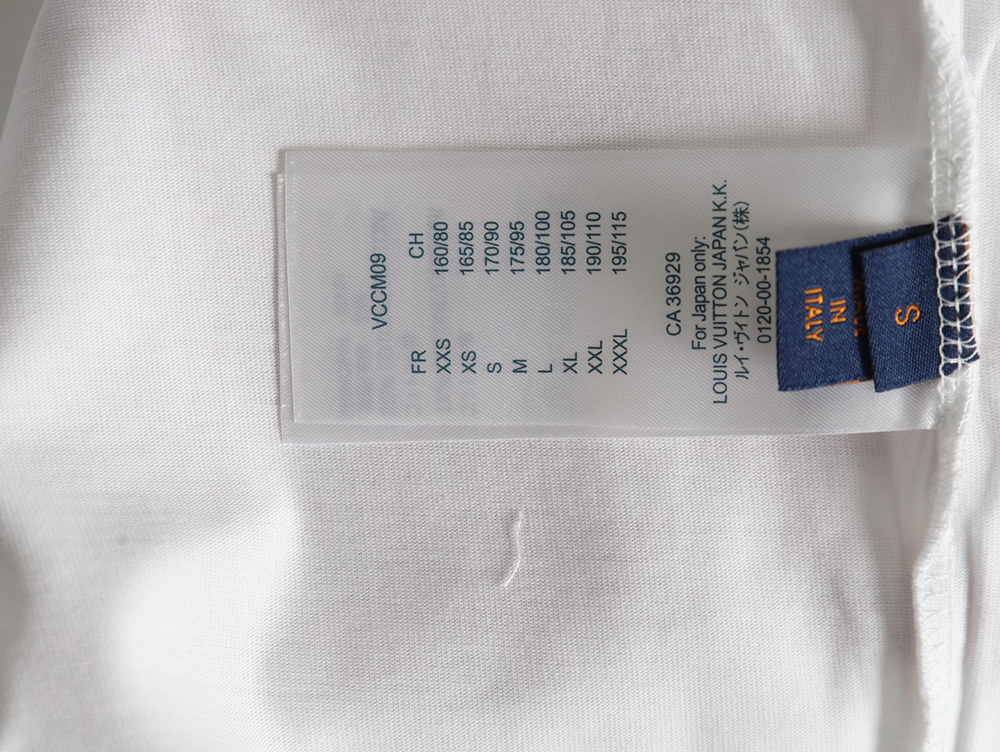 VCCM09
FR CH
XXS 160/80
XS 165/85
S 170/90
M 175/95
L 180/100
XL 185/105
XXL 190/110
XXXL 195/115
CA 36929
For Japan only:
LOUIS VUITTON JAPAN K.K.
ルイ・ヴィトン ジャパン(株)
0120-00-1854
IN
ITALY
S